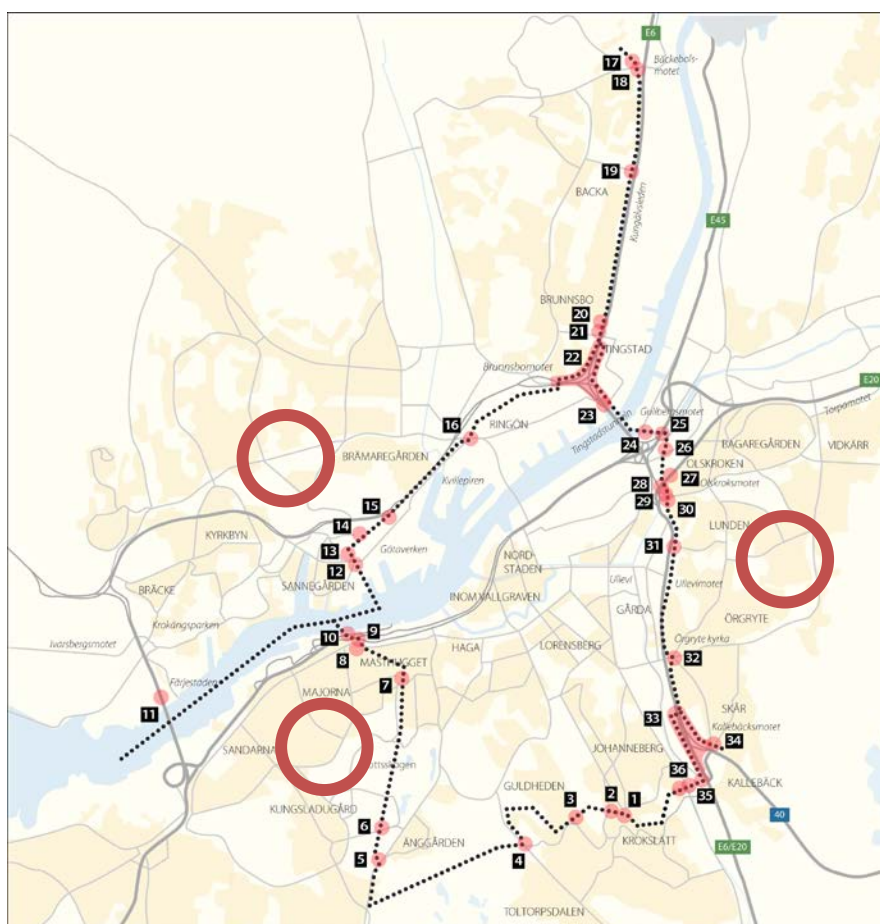 E6
17
Bäckebols-
motet
18
19
BACKA
Kungälvsleden
E45
BRUNNSBO
20
21
TINGSTAD
22
Brunnsbomotet
E20
23
Gullbergsmotet
Torpamotet
16
RINGÖN
Tingstadstunneln
24
25
BAGAREGÅRDEN
VIDKÄRR
26
BRÄMAREGÅRDEN
OLSKROKEN
27
Kvillepiren
28
Olskroksmotet
29
30
15
LUNDEN
14
KYRKBYN
31
13
Götaverken
NORD-
STADEN
12
Ullevi
Ullevimotet
SANNEGÅRDEN
BRÄCKE
INOM VALLGRAVEN
GÅRDA
Krokängsparken
ÖRGRYTE
10
9
Örgryte kyrka
Ivarsbergsmotet
8
HAGA
LORENSBERG
32
MASTHUGGET
Färjestaden
7
MAJORNA
11
SKÅR
33
Kallebäcksmotet
SANDARNA
JOHANNEBERG
34
36
GULDHEDEN
KALLEBÄCK
3
2
1
35
KUNGSLADUGÅRD
40
6
ÄNGGÅRDEN
KROKSLÄTT
E6/E20
5
4
TOLTORPSDALEN